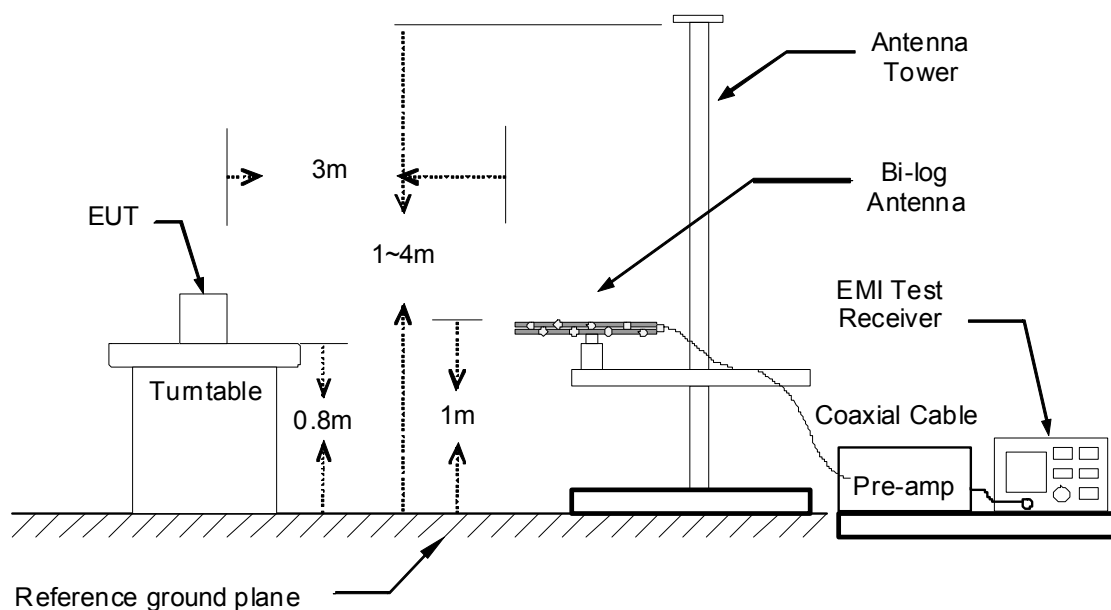 Antenna
Tower
3m
Bi-log
Antenna
EUT
1~4m
EMI Test
Receiver
Turntable
0.8m
1m
Coaxial Cable
Pre-amp
Reference ground plane